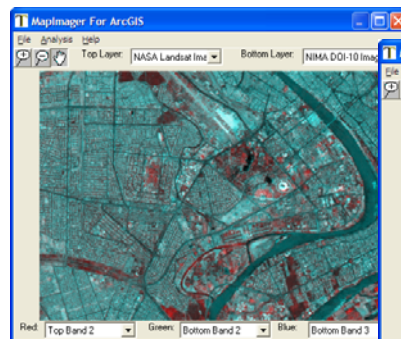 MapImager For ArcGIS
File Analysis Help
Top Layer: NASA Landsat Ima Bottom Layer: NIMA DOI-10 Imag
File
Red: Top Band 2 Green: Bottom Band 2 Blue: Bottom Band 3